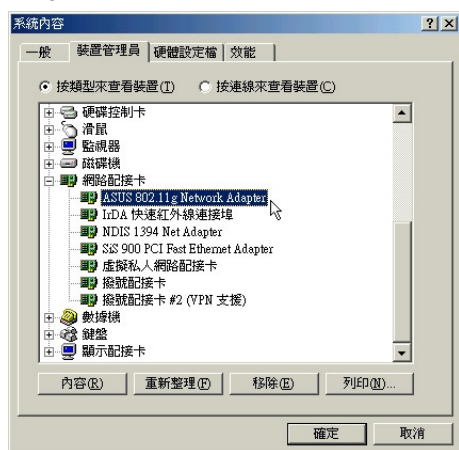 系統內容
一般 裝置管理員 硬體設定檔 效能
按類型來查看裝置(T) 按連線來查看裝置(C)
硬碟控制卡
滑鼠
監視器
磁碟機
網路配接卡
ASUS 802.11g Network Adapter
IrDA 快速紅外線連接埠
NDIS 1394 Net Adapter
SiS 900 PCI Fast Ethernet Adapter
虛擬私人網路配接卡
撥號配接卡
撥號配接卡 #2 (VPN 支援)
數據機
鍵盤
顯示配接卡
內容(R) 重新整理(F) 移除(E) 列印(N)...
確定 取消